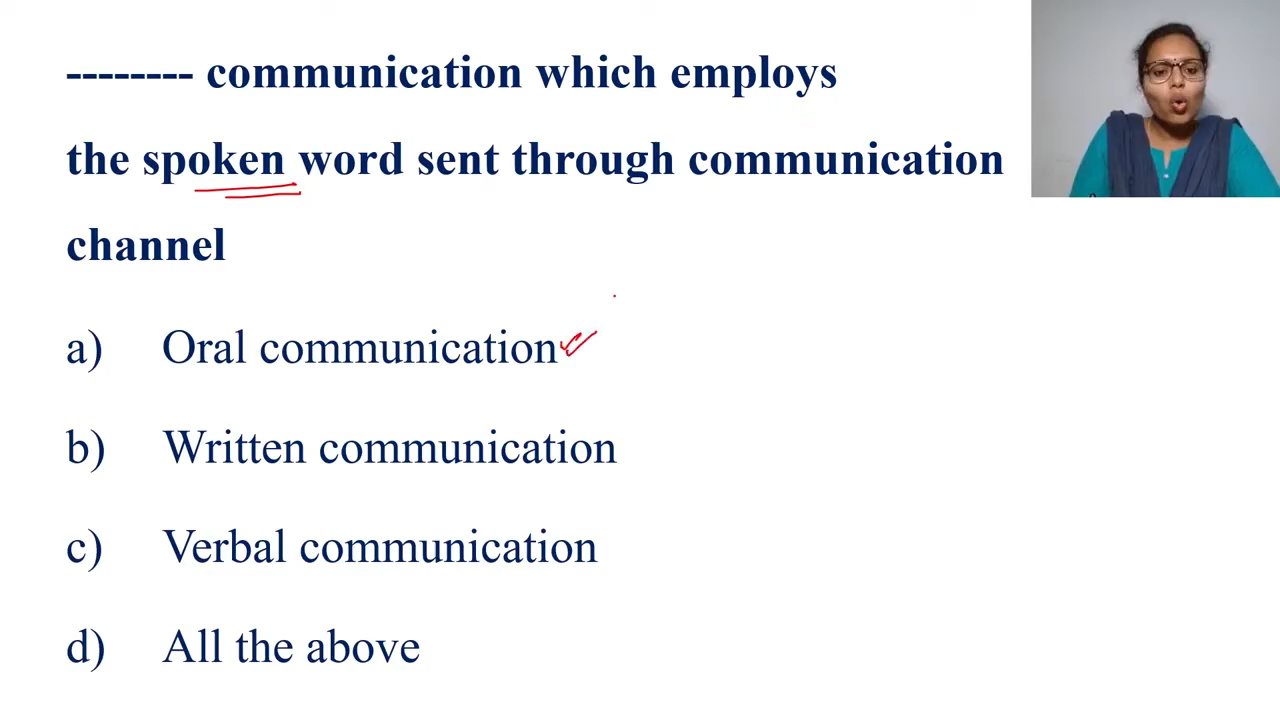 -------- communication which employs
the spoken word sent through communication
channel
a) Oral communication
b) Written communication
c) Verbal communication
d) All the above